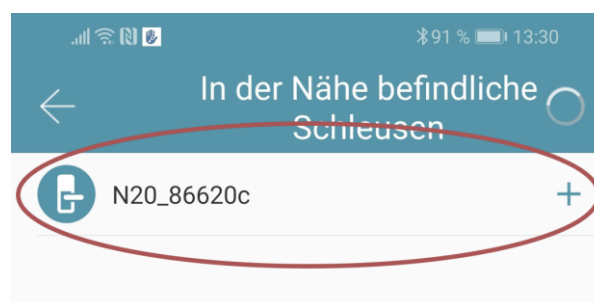 91 % 13:30
In der Nähe befindliche
Schleusen
N20_86620c